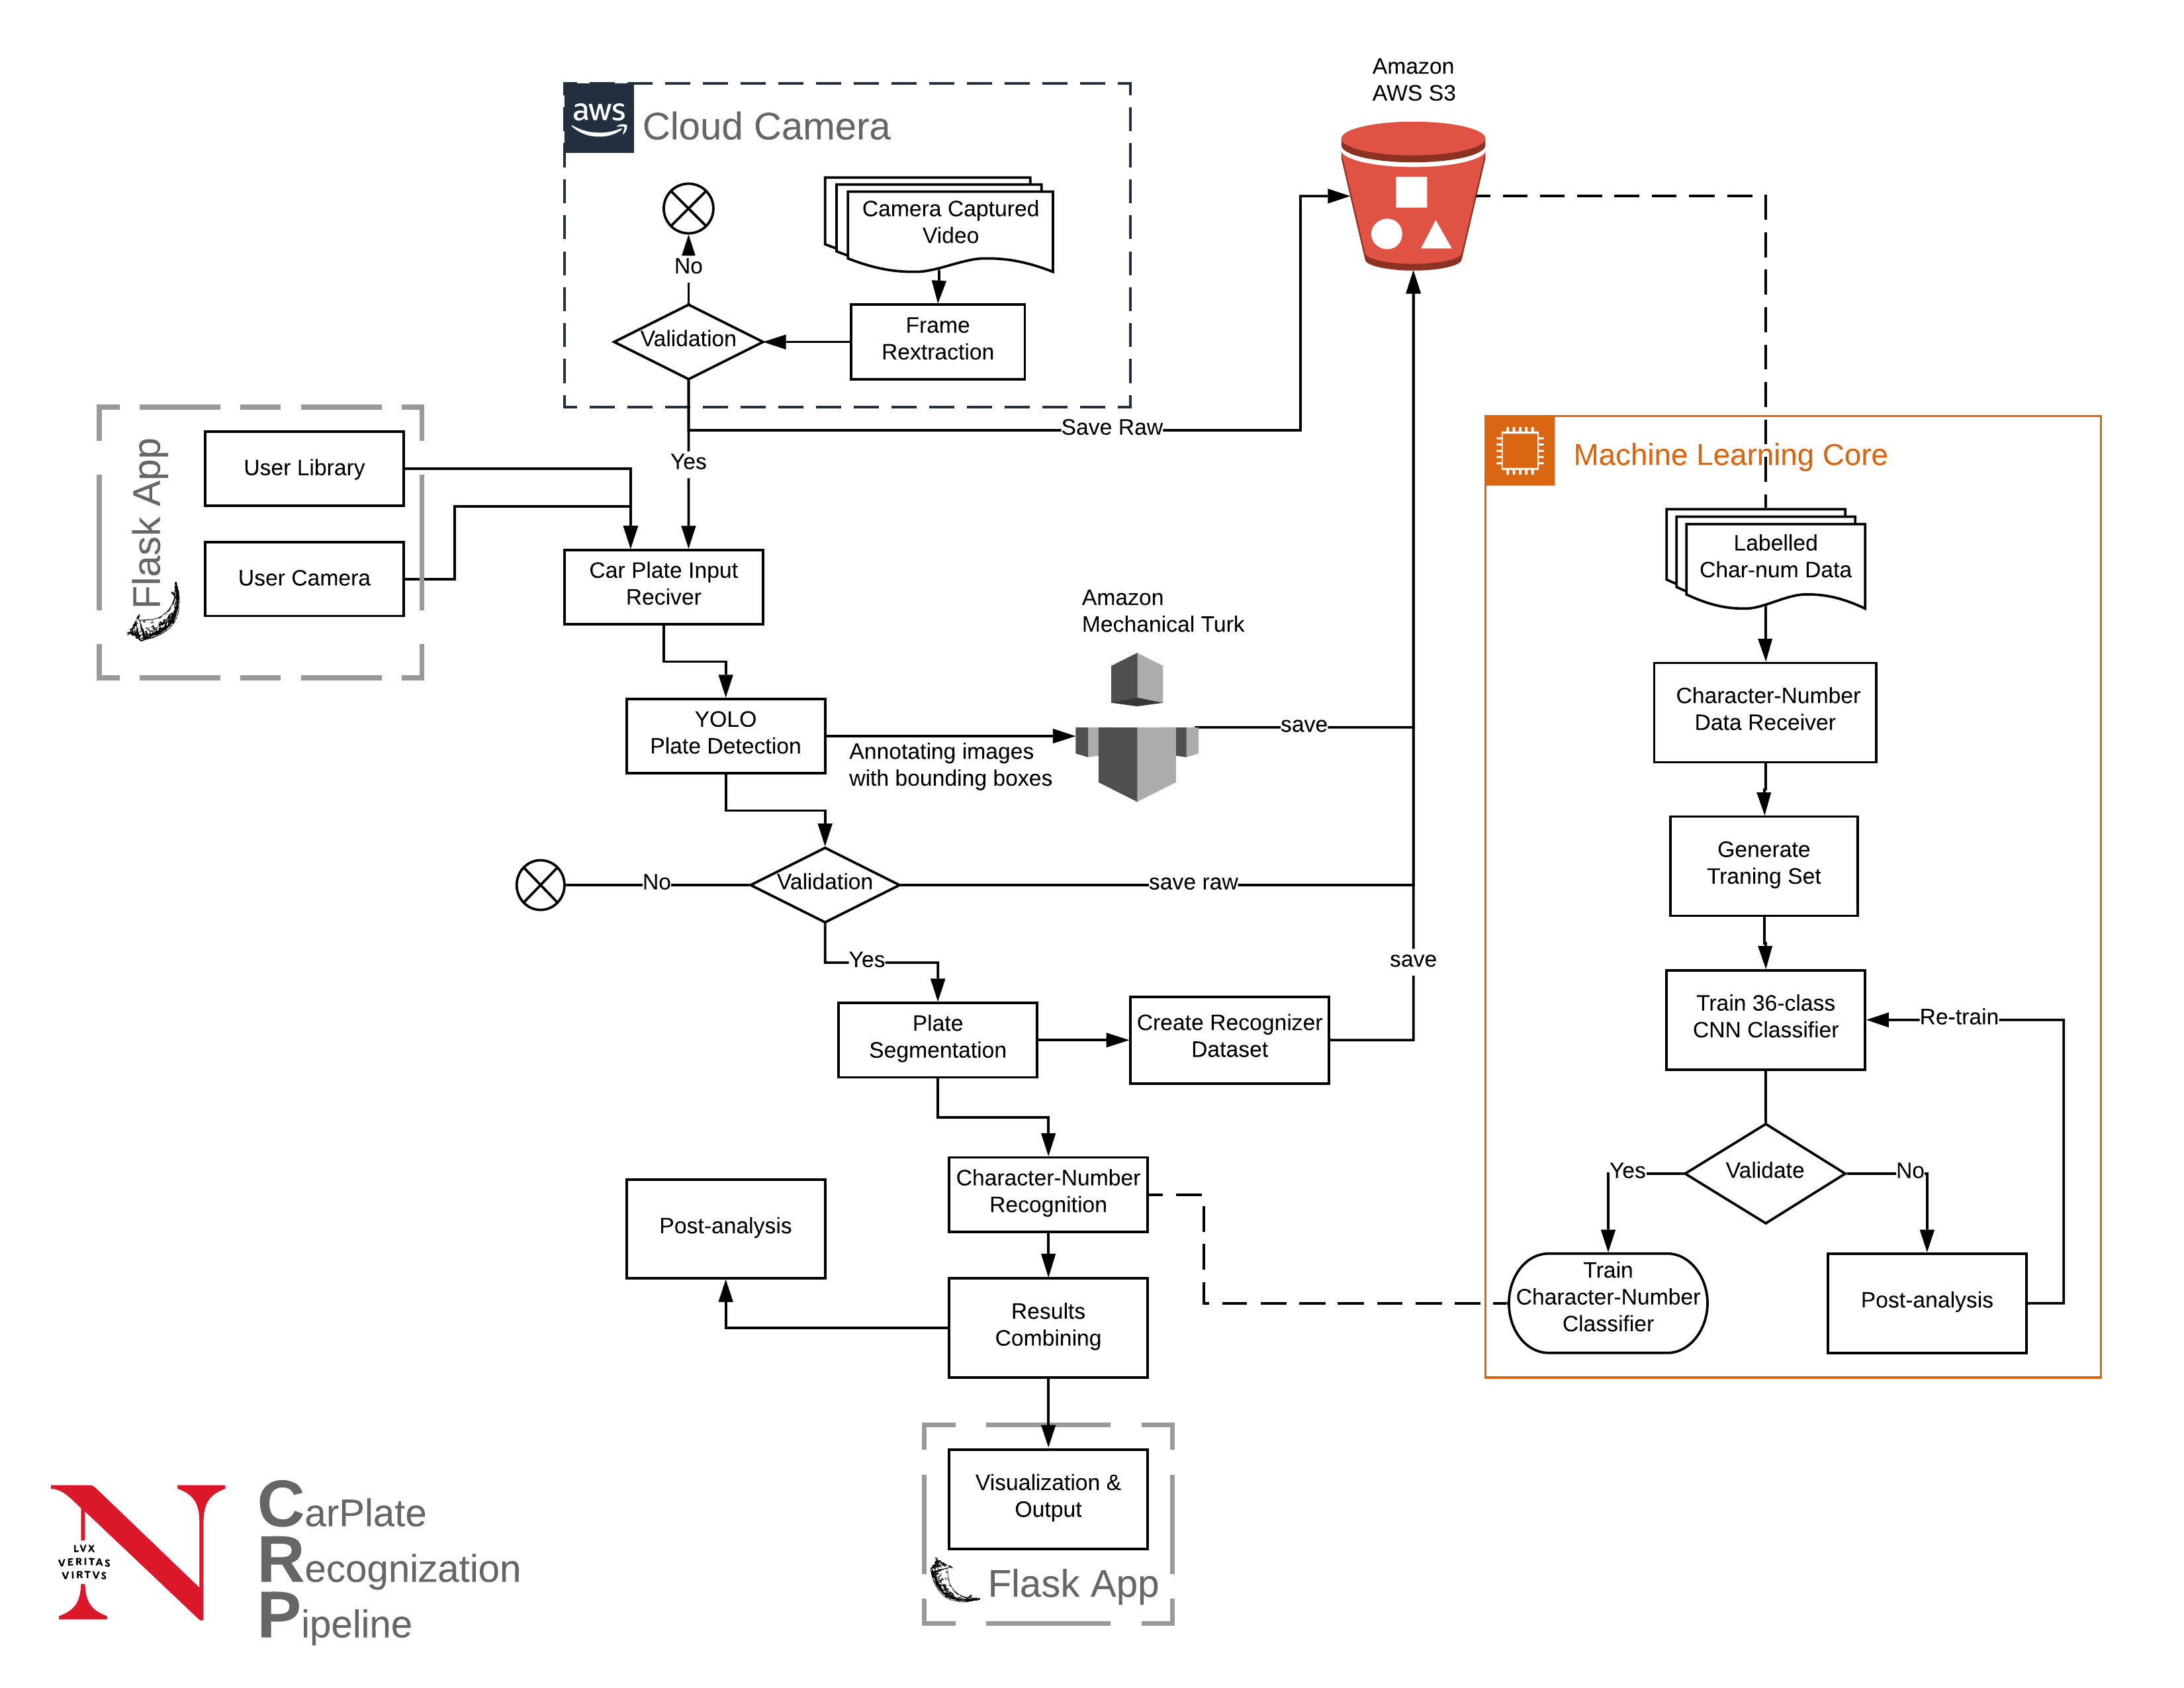 Amazon
AWS S3
aws
Cloud Camera
Camera Captured
Video
No
Validation
Frame
Rextraction
Save Raw
Yes
Flask App
User Library
User Camera
Car Plate Input
Reciver
Machine Learning Core
Labelled
Char-num Data
Amazon
Mechanical Turk
Character-Number
Data Receiver
YOLO
Plate Detection
save
Annotating images
with bounding boxes
Generate
Traning Set
No
Validation
save raw
Yes
save
Plate
Segmentation
Create Recognizer
Dataset
Train 36-class
CNN Classifier
Re-train
Character-Number
Recognition
Yes
Validate
No
Post-analysis
Results
Combining
Train
Character-Number
Classifier
Post-analysis
Visualization &
Output
Flask App
LVX
VERITAS
VIRTVS
CarPlate
Recognization
Pipeline